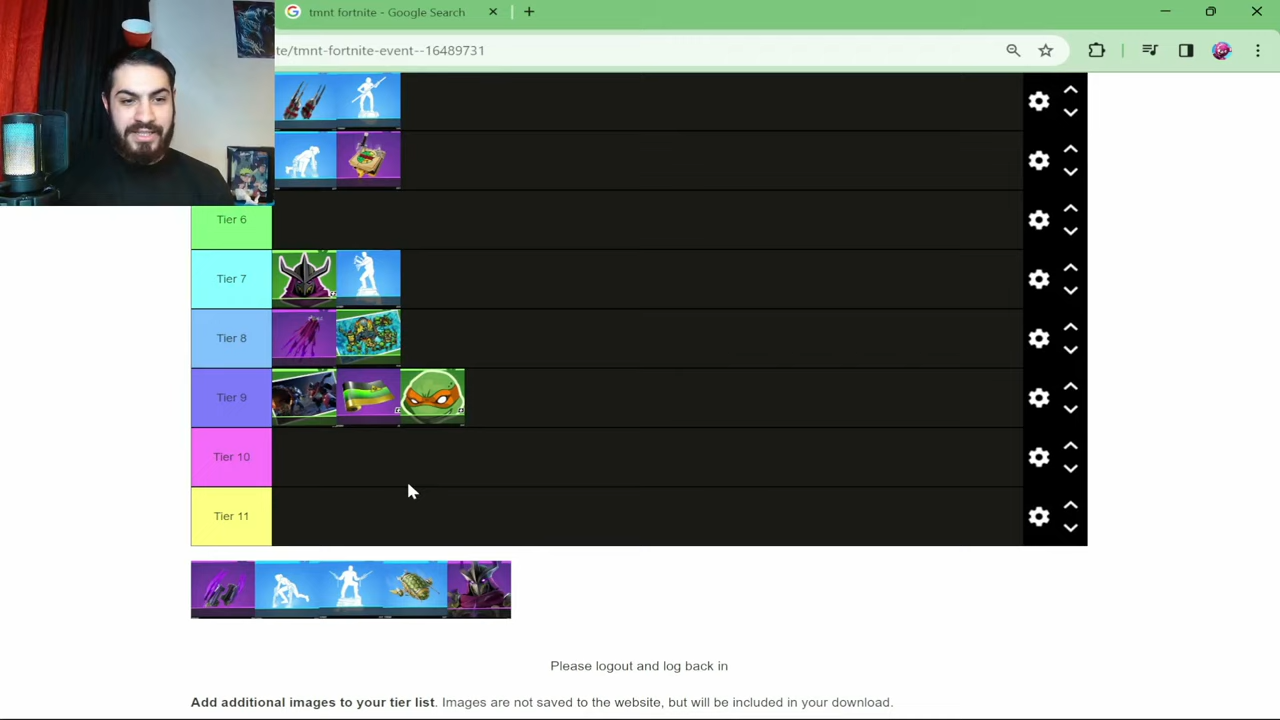 tmnt fortnite - Google Search
te/tmnt-fortnite-event--16489731
Tier 6
Tier 7
Tier 8
Tier 9
Tier 10
Tier 11
Please logout and log back in
Add additional images to your tier list. Images are not saved to the website, but will be included in your download.